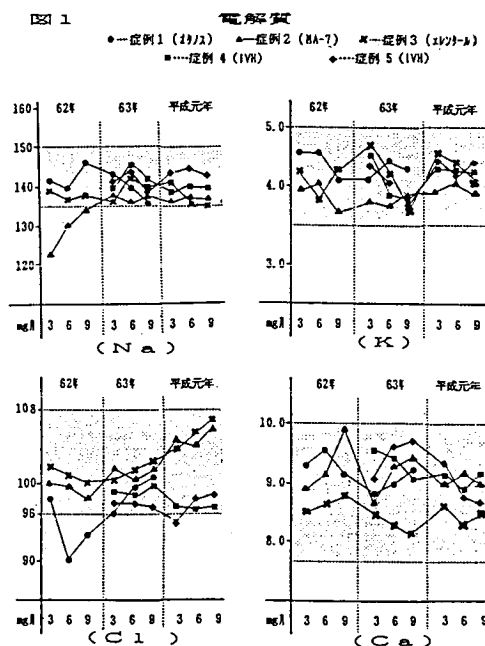 図1 電解質
●---症例1 (イサノス) ▲---症例2 (MA-7) ✖---症例3 (エレンタール)
■----症例4 (IVH) ◆----症例5 (IVH)
62年 63年 平成元年
150
140
130
120
mg/l 3 6 9 3 6 9 3 6 9
(Na)
62年 63年 平成元年
5.0
4.0
3.0
mg/l 3 6 9 3 6 9 3 6 9
(K)
62年 63年 平成元年
108
100
96
90
mg/l 3 6 9 3 6 9 3 6 9
(Cl)
62年 63年 平成元年
10.0
9.0
8.0
mg/l 3 6 9 3 6 9 3 6 9
(Ca)